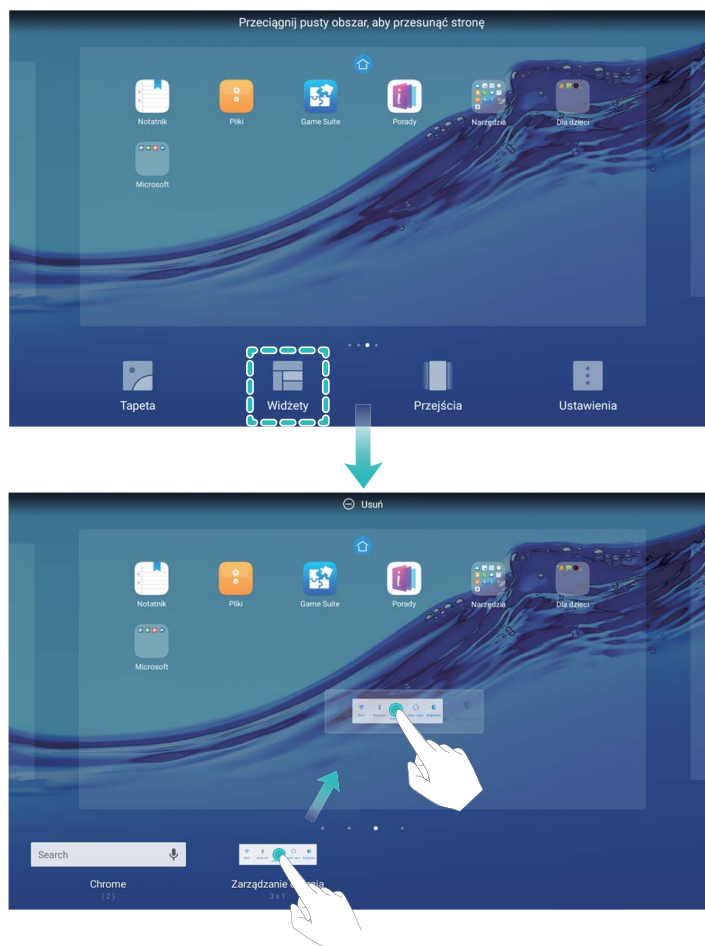 Przeciągnij pusty obszar, aby przesunąć stronę
Notatnik Pliki Game Suite Porady Narzędzia Dla dzieci
Microsoft
Tapeta Widżety Przejścia Ustawienia
Usuń
Notatnik Pliki Game Suite Porady Narzędzia Dla dzieci
Microsoft
Search
Chrome Zarządzanie
( 2 ) 3 x 1